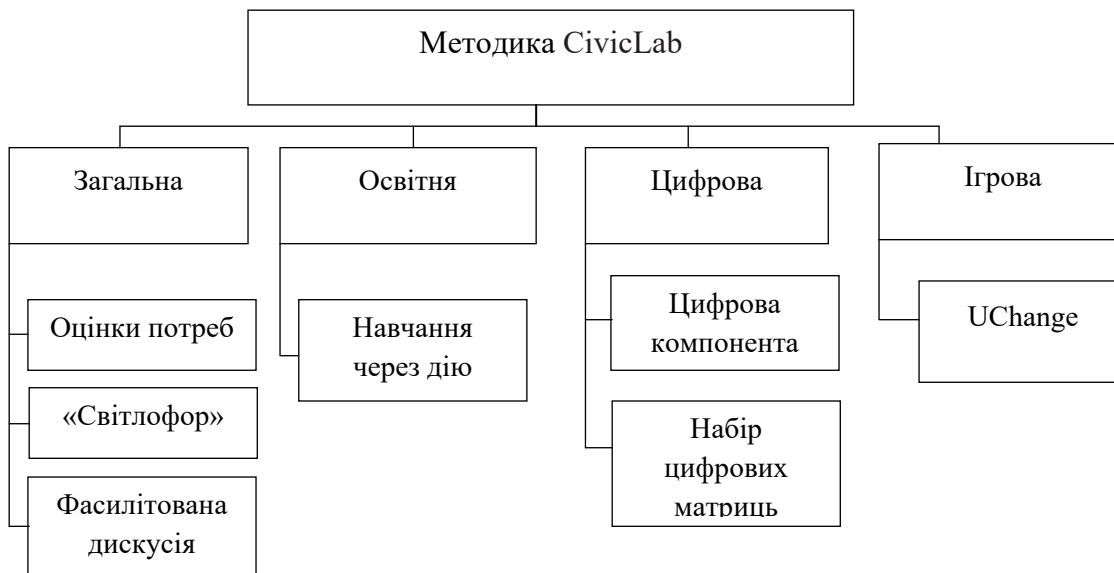 Методика CivicLab
Загальна
Освітня
Цифрова
Ігрова
Оцінки потреб
«Світлофор»
Фасилітована
дискусія
Навчання
через дію
Цифрова
компонента
Набір
цифрових
матриць
UChange